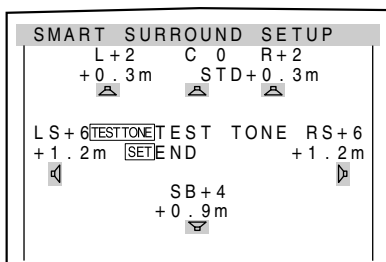 SMART SURROUND SETUP
L+2 C 0 R+2
+0.3m STD+0.3m
LS+6 TEST TONE TEST TONE RS+6
+1.2m SET END +1.2m
SB+4
+0.9m